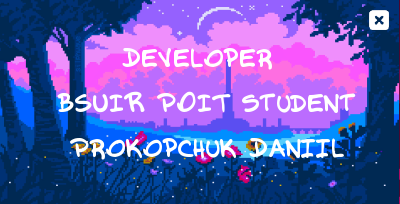 DEVELOPER
BSUIR POIT STUDENT
PROKOPCHUK DANIIL